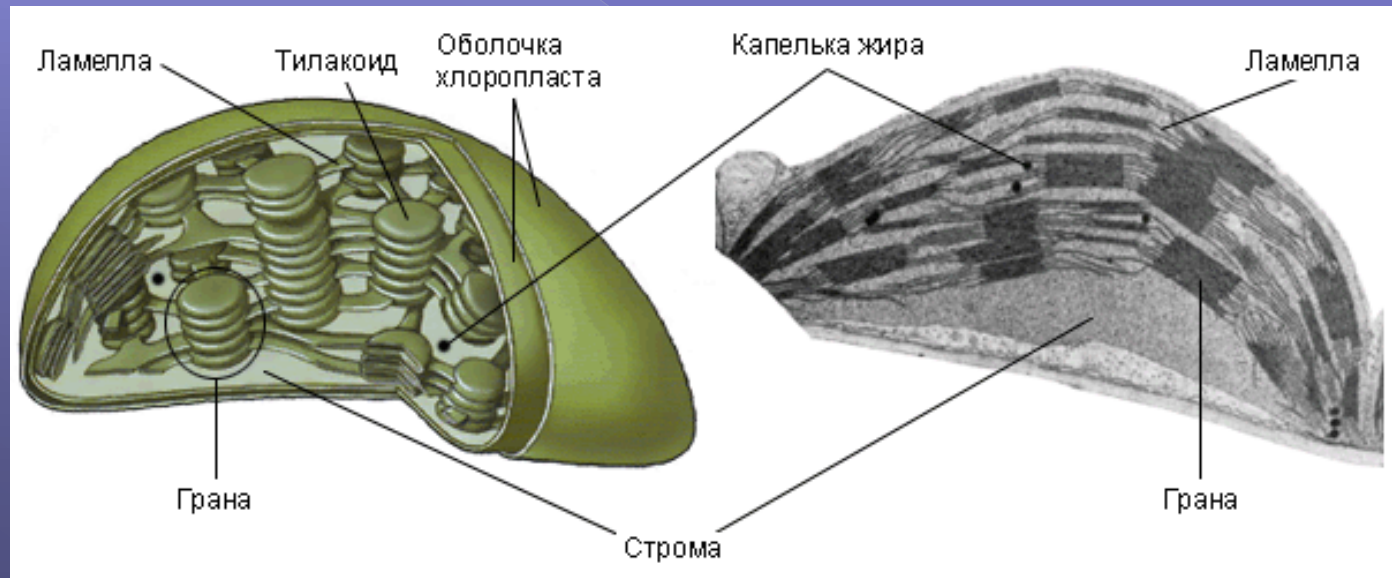 Ламелла
Тилакоид
Оболочка
хлоропласта
Капелька жира
Ламелла
Грана
Строма
Грана